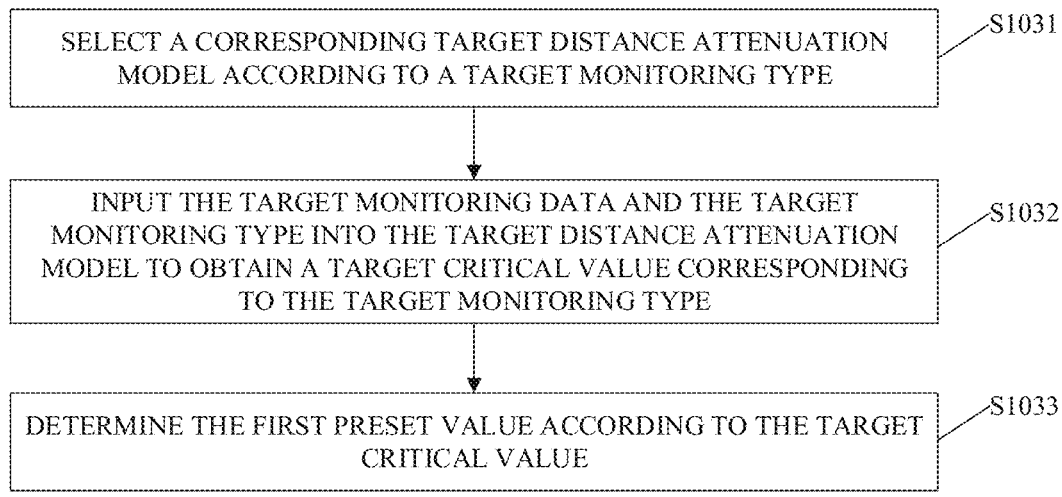 SELECT A CORRESPONDING TARGET DISTANCE ATTENUATION
MODEL ACCORDING TO A TARGET MONITORING TYPE
S1031
INPUT THE TARGET MONITORING DATA AND THE TARGET
MONITORING TYPE INTO THE TARGET DISTANCE ATTENUATION
MODEL TO OBTAIN A TARGET CRITICAL VALUE CORRESPONDING
TO THE TARGET MONITORING TYPE
S1032
DETERMINE THE FIRST PRESET VALUE ACCORDING TO THE TARGET
CRITICAL VALUE
S1033